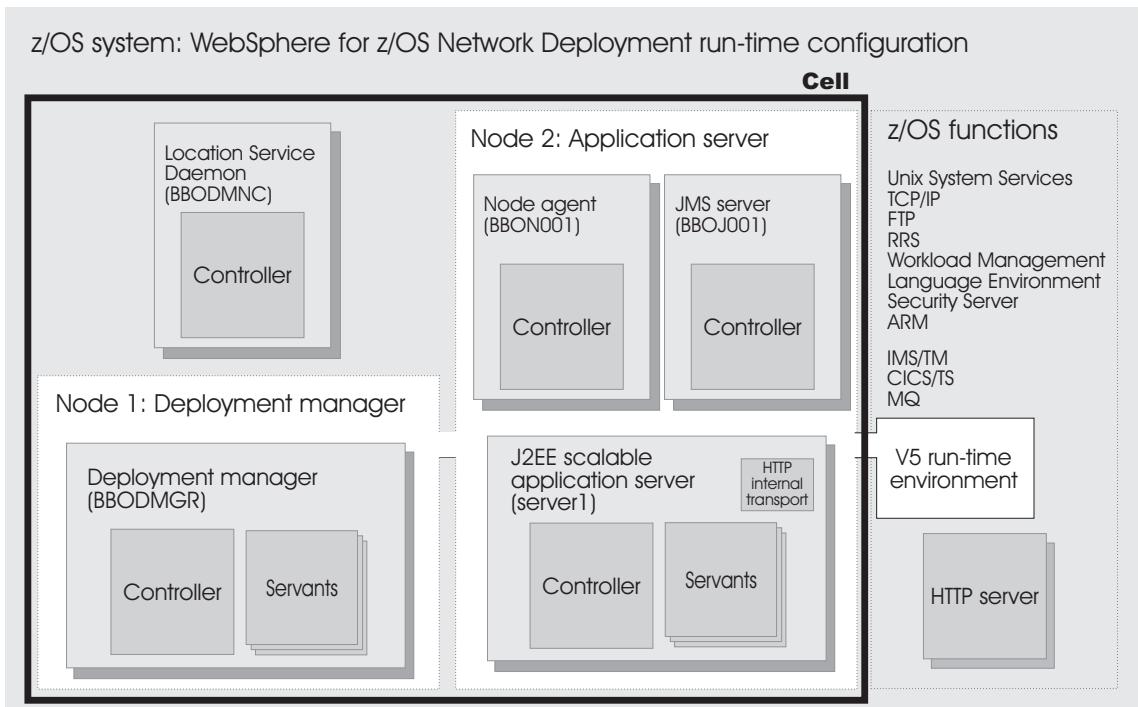 z/OS system: WebSphere for z/OS Network Deployment run-time configuration
Cell
Location Service
Daemon
(BBODMNC)
Controller
Node 1: Deployment manager
Deployment manager
(BBODMGR)
Controller
Servants
Node 2: Application server
Node agent
(BBON001)
Controller
JMS server
(BBOJ001)
Controller
J2EE scalable
application server
(server1)
HTTP
internal
transport
Controller
Servants
z/OS functions
Unix System Services
TCP/IP
FTP
RRS
Workload Management
Language Environment
Security Server
ARM
IMS/TM
CICS/TS
MQ
V5 run-time
environment
HTTP server